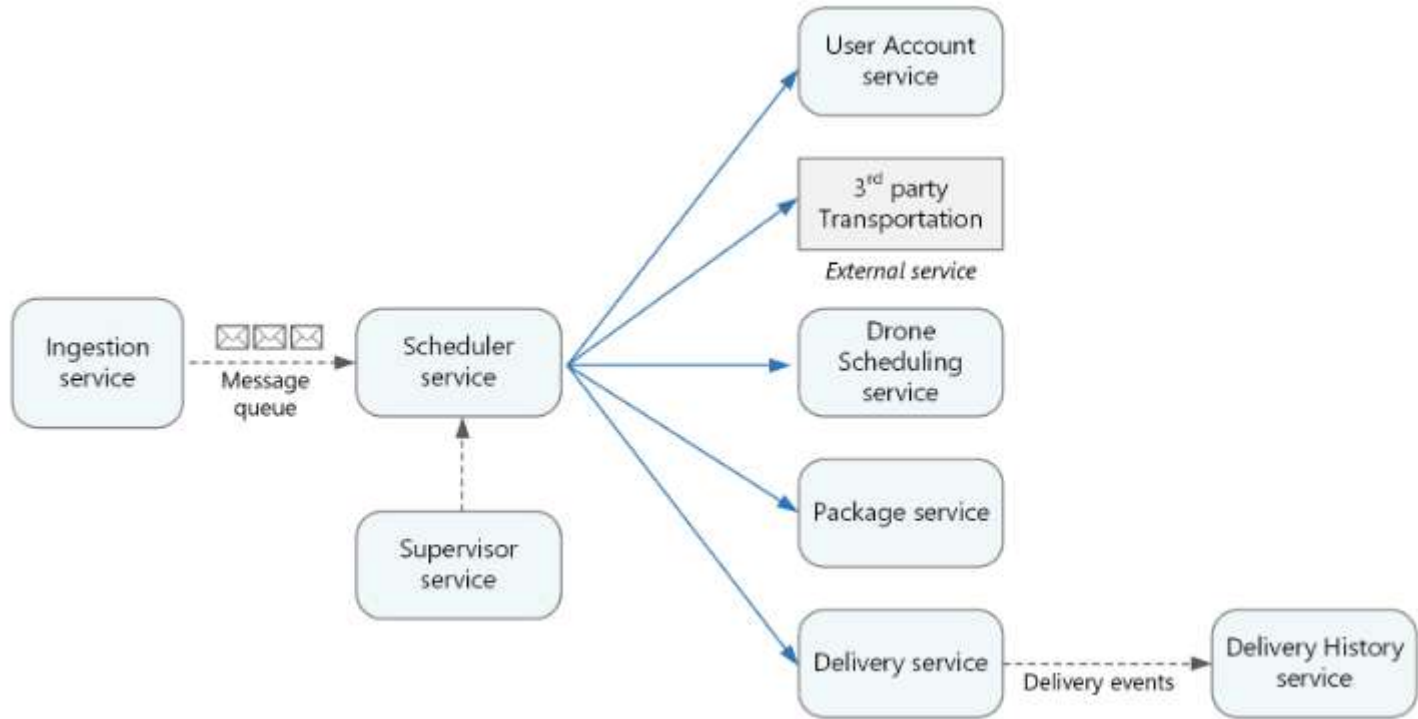 User Account
service
3rd party
Transportation
External service
Ingestion
service
Message
queue
Scheduler
service
Drone
Scheduling
service
Package service
Supervisor
service
Delivery service
Delivery events
Delivery History
service